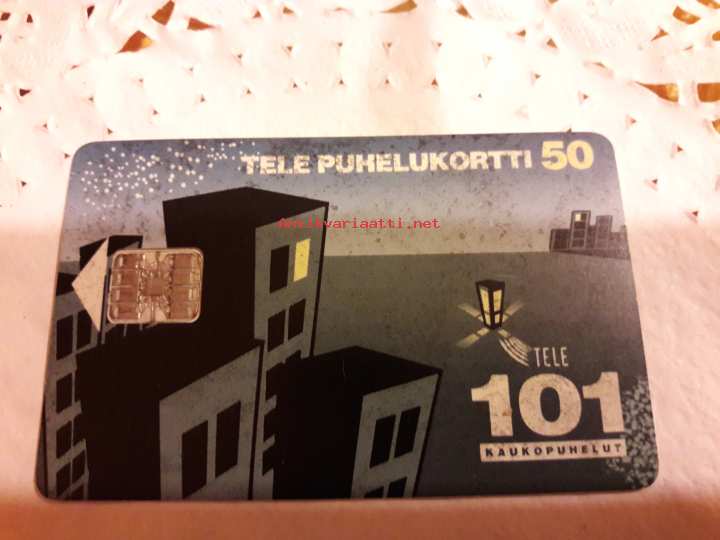 TELE PUHELUKORTTI 50
Antikvariaatti.net
TELE
101
KAUKOPUHELUT